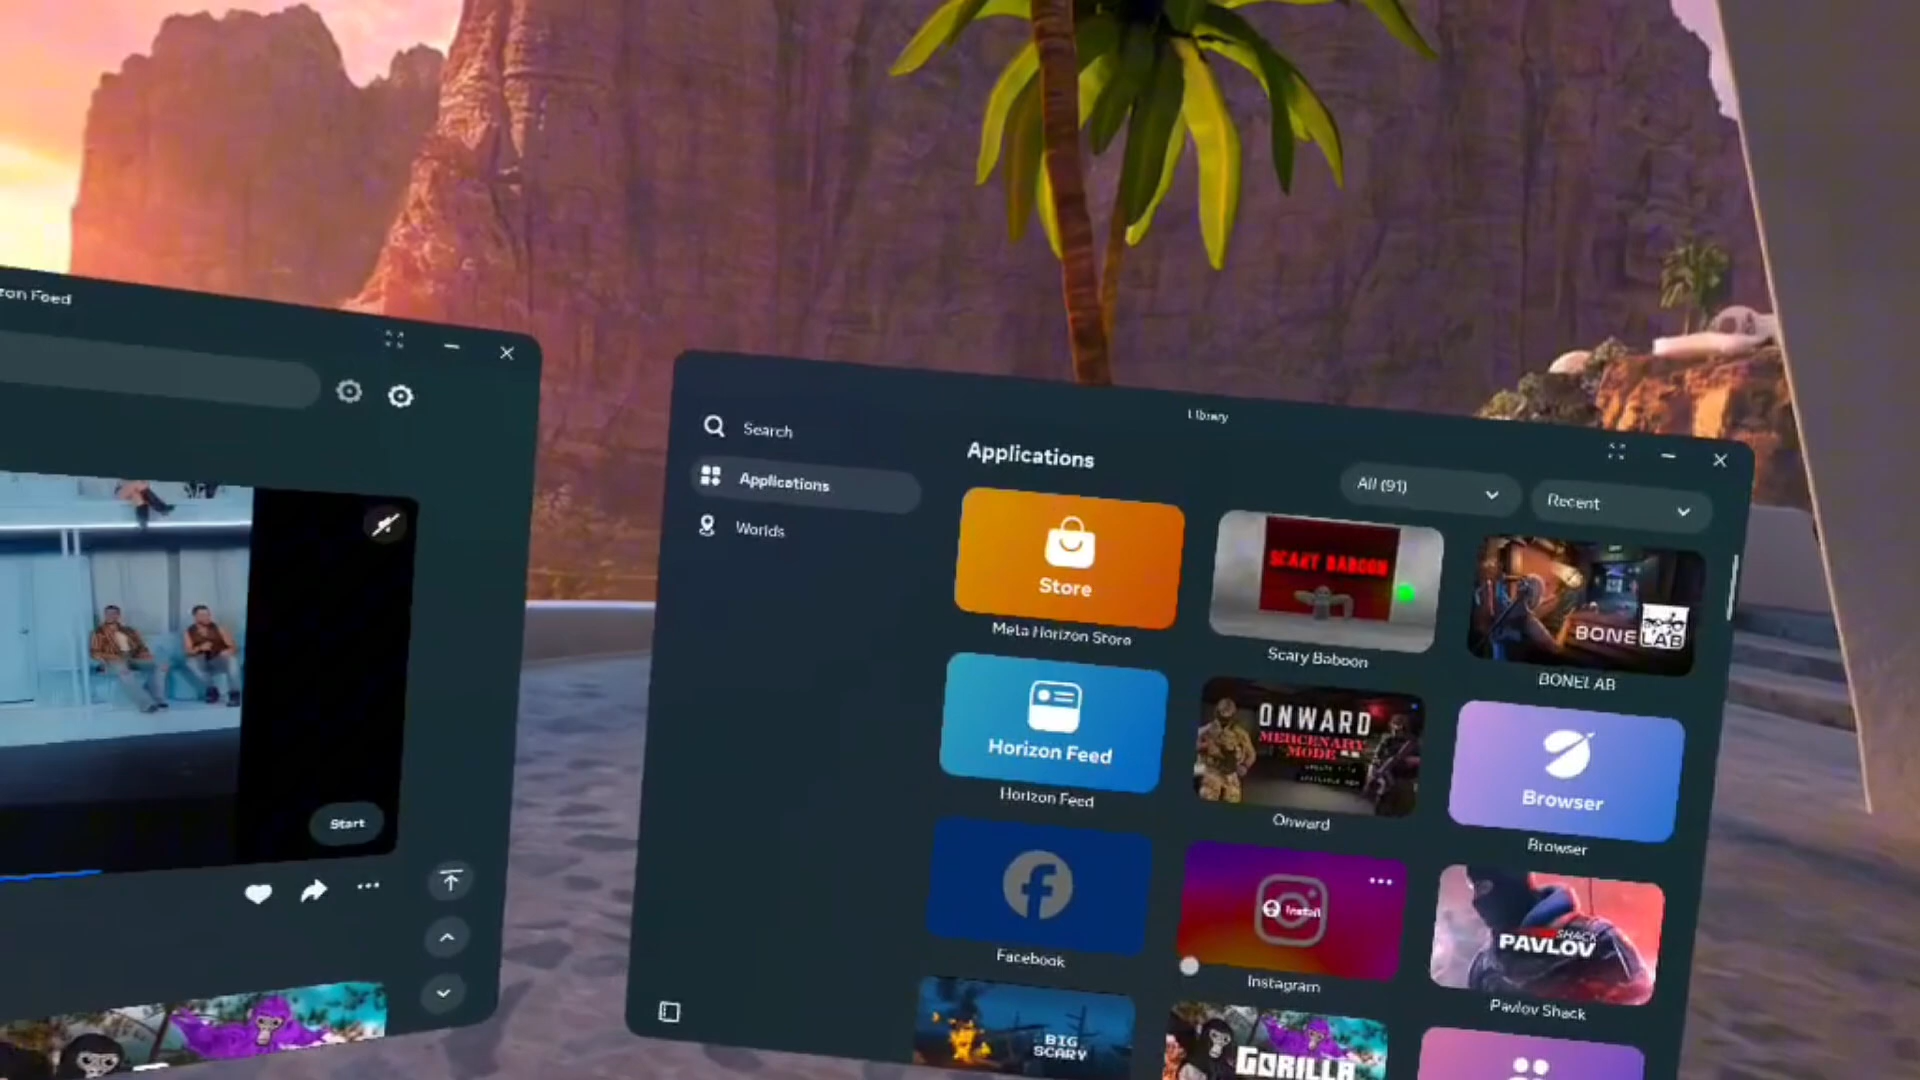 zon Feed
Start
Library
Search
Applications
Worlds
Applications
All (91)
Recent
Store
Meta Horizon Store
SCARY BABOON
Scary Baboon
BONELAB
BONELAB
Horizon Feed
Horizon Feed
ONWARD
MERCENARY
MODE
Onward
Browser
Browser
Facebook
Install
Instagram
PAVLOV
SHACK
Pavlov Shack
BIG
SCARY
GORILLA